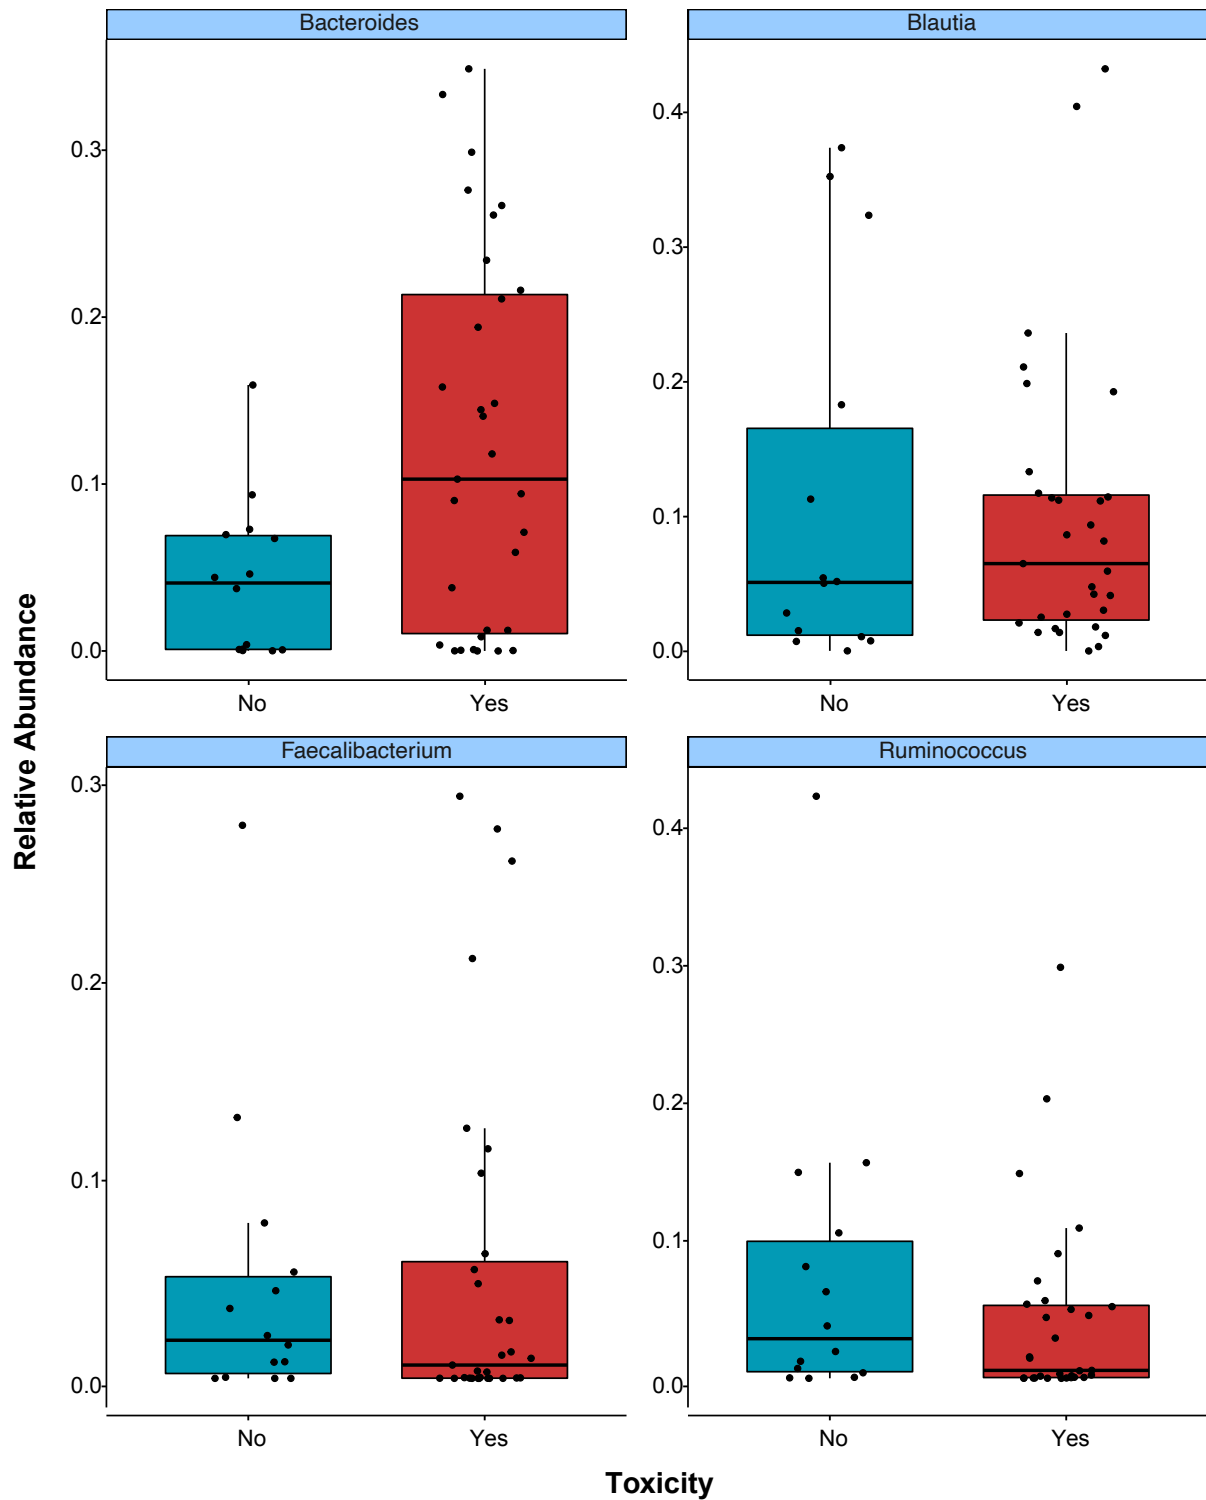 Bacteroides
Blautia
0.3
0.2
0.1
0.0
0.4
0.3
0.2
0.1
0.0
No
Yes
No
Yes
Faecalibacterium
Ruminococcus
0.3
0.2
0.1
0.0
0.4
0.3
0.2
0.1
0.0
No
Yes
No
Yes
Relative Abundance
Toxicity